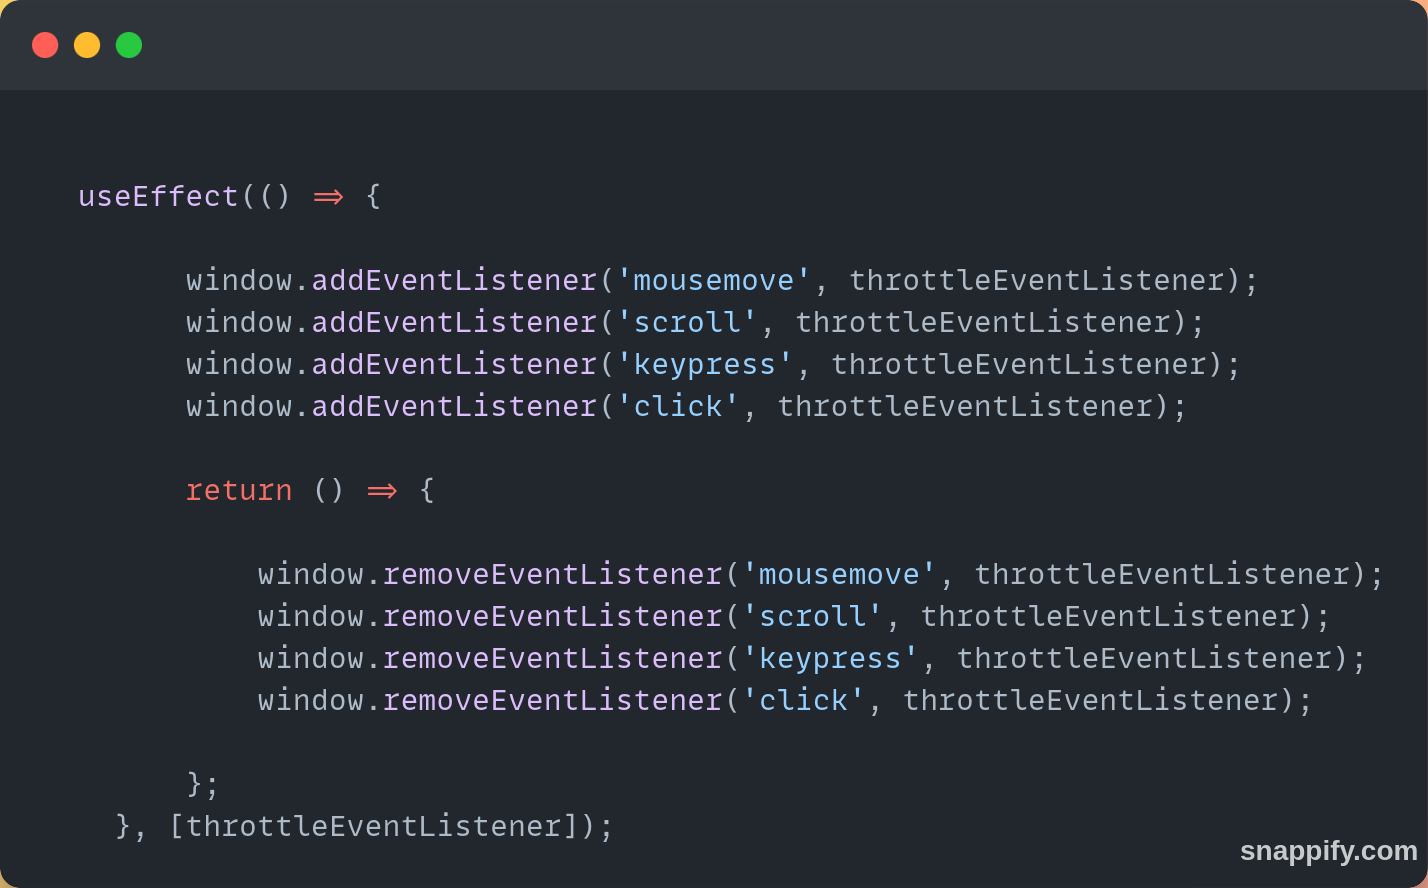 useEffect(() => {
window.addEventListener('mousemove', throttleEventListener);
window.addEventListener('scroll', throttleEventListener);
window.addEventListener('keypress', throttleEventListener);
window.addEventListener('click', throttleEventListener);
return () => {
window.removeEventListener('mousemove', throttleEventListener);
window.removeEventListener('scroll', throttleEventListener);
window.removeEventListener('keypress', throttleEventListener);
window.removeEventListener('click', throttleEventListener);
};
}, [throttleEventListener]);
snappify.com